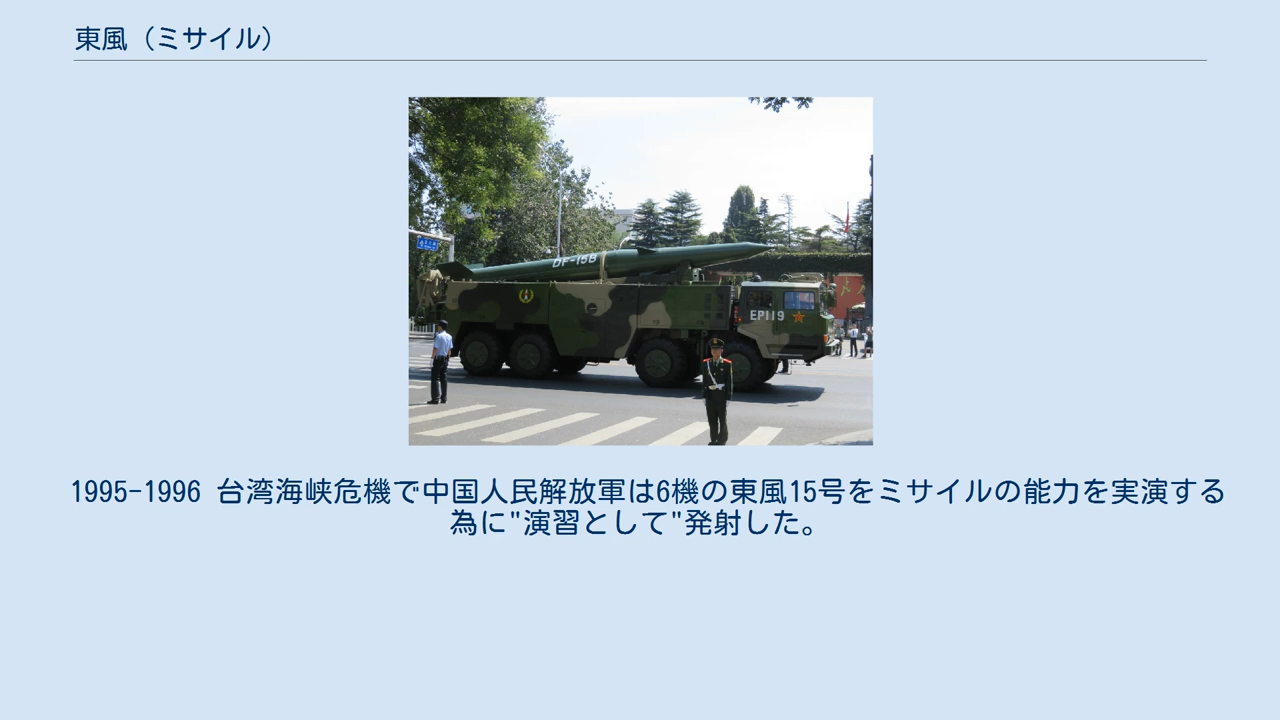 東風（ミサイル）
DF-15B
EP119
1995-1996 台湾海峡危機で中国人民解放軍は6機の東風15号をミサイルの能力を実演する
為に"演習として"発射した。